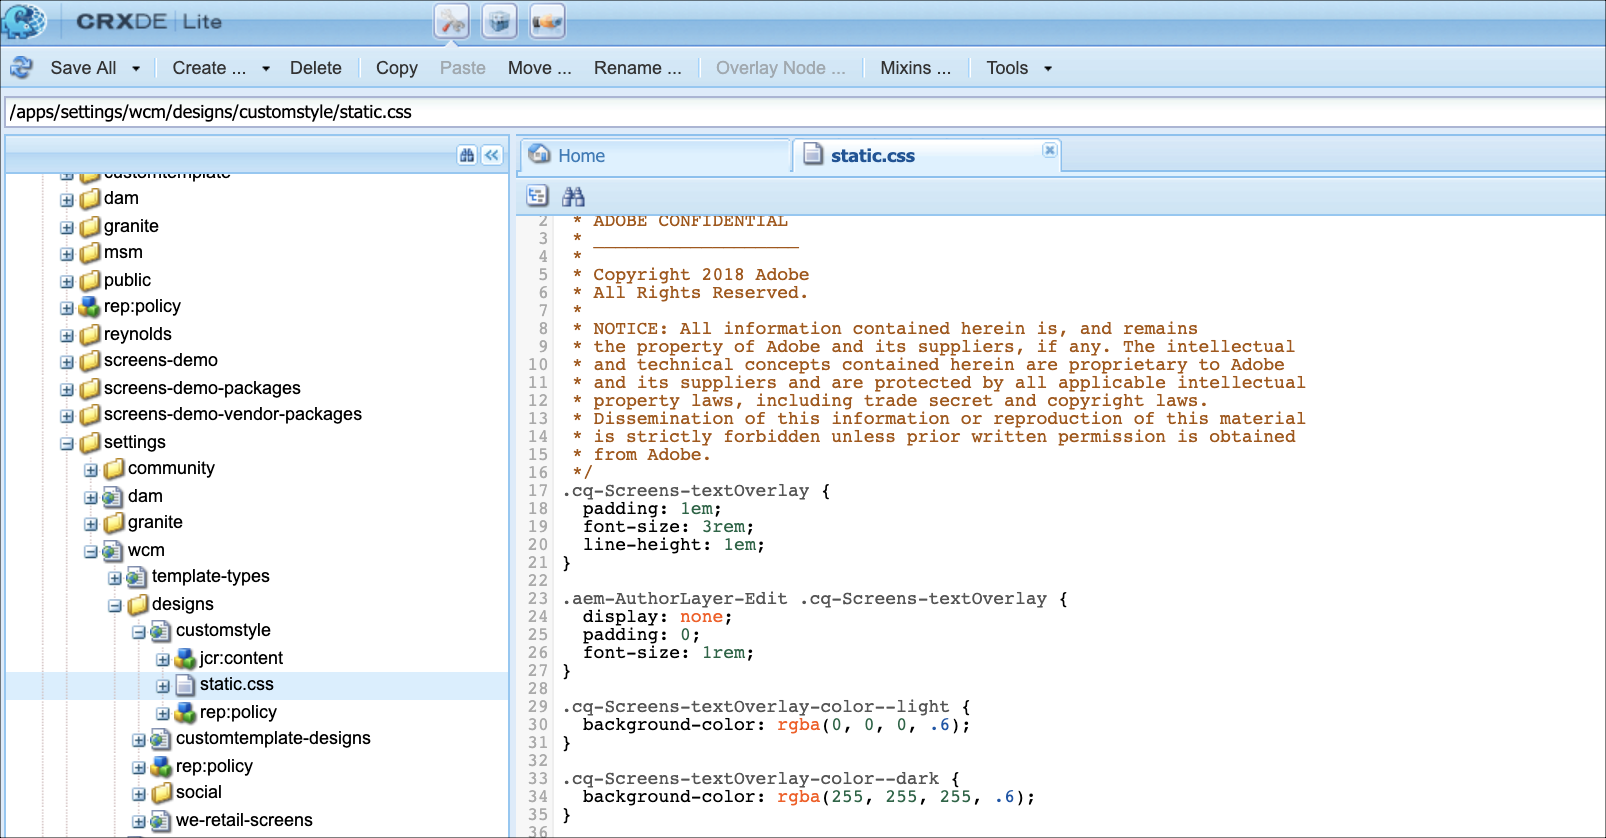 CRXDE | Lite
Save All Create ... Delete Copy Paste Move ... Rename ... Overlay Node ... Mixins ... Tools
/apps/settings/wcm/designs/customstyle/static.css
customtemplate
dam
granite
msm
public
rep:policy
reynolds
screens-demo
screens-demo-packages
screens-demo-vendor-packages
settings
community
dam
granite
wcm
template-types
designs
customstyle
jcr:content
static.css
rep:policy
customtemplate-designs
rep:policy
social
we-retail-screens
Home
static.css
2 * ADOBE CONFIDENTIAL
3 * ___________________
4 *
5 * Copyright 2018 Adobe
6 * All Rights Reserved.
7 *
8 * NOTICE: All information contained herein is, and remains
9 * the property of Adobe and its suppliers, if any. The intellectual
10 * and technical concepts contained herein are proprietary to Adobe
11 * and its suppliers and are protected by all applicable intellectual
12 * property laws, including trade secret and copyright laws.
13 * Dissemination of this information or reproduction of this material
14 * is strictly forbidden unless prior written permission is obtained
15 * from Adobe.
16 */
17 .cq-Screens-textOverlay {
18 padding: 1em;
19 font-size: 3rem;
20 line-height: 1em;
21 }
22
23 .aem-AuthorLayer-Edit .cq-Screens-textOverlay {
24 display: none;
25 padding: 0;
26 font-size: 1rem;
27 }
28
29 .cq-Screens-textOverlay-color--light {
30 background-color: rgba(0, 0, 0, .6);
31 }
32
33 .cq-Screens-textOverlay-color--dark {
34 background-color: rgba(255, 255, 255, .6);
35 }
36